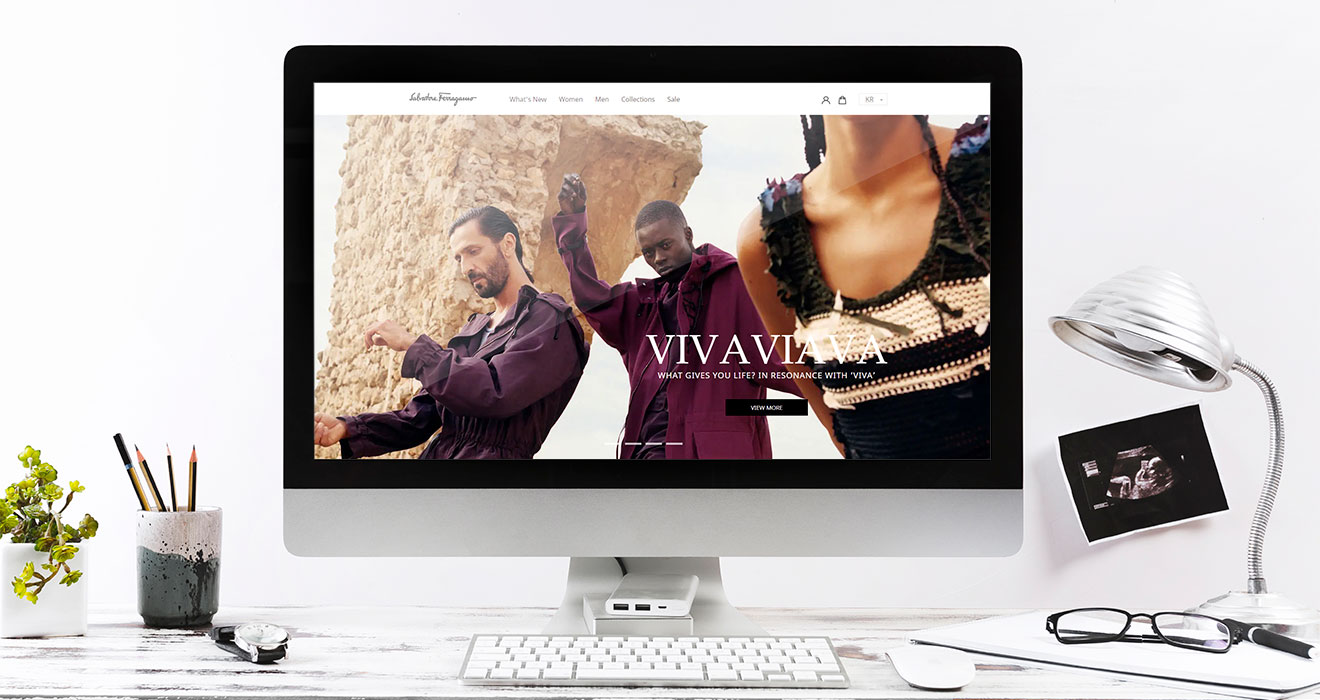 Salvatore Ferragamo
What's New Women Men Collections Sale
KR
VIVAVIAVA
WHAT GIVES YOU LIFE? IN RESONANCE WITH 'VIVA'
VIEW MORE